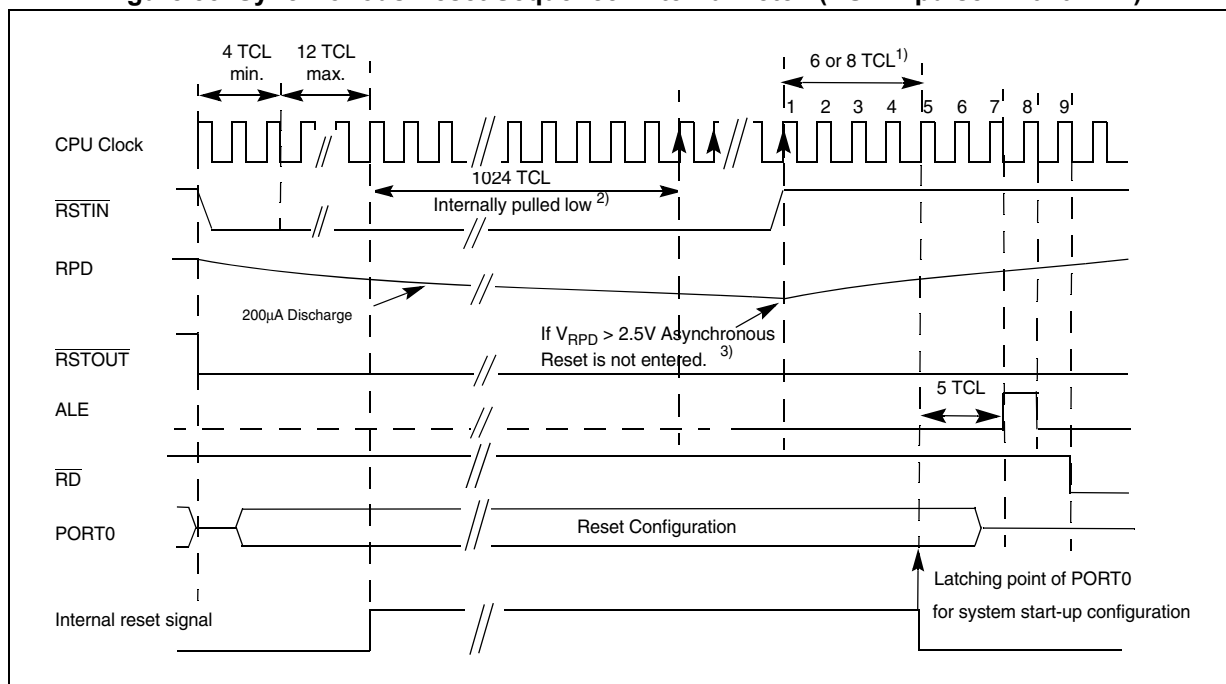 4 TCL 12 TCL
min. max.
6 or 8 TCL1)
1 2 3 4 5 6 7 8 9
CPU Clock
1024 TCL
RSTIN
Internally pulled low 2)
RPD
200µA Discharge
If VRPD > 2.5V Asynchronous
Reset is not entered. 3)
RSTOUT
5 TCL
ALE
RD
PORT0
Reset Configuration
Latching point of PORT0
for system start-up configuration
Internal reset signal